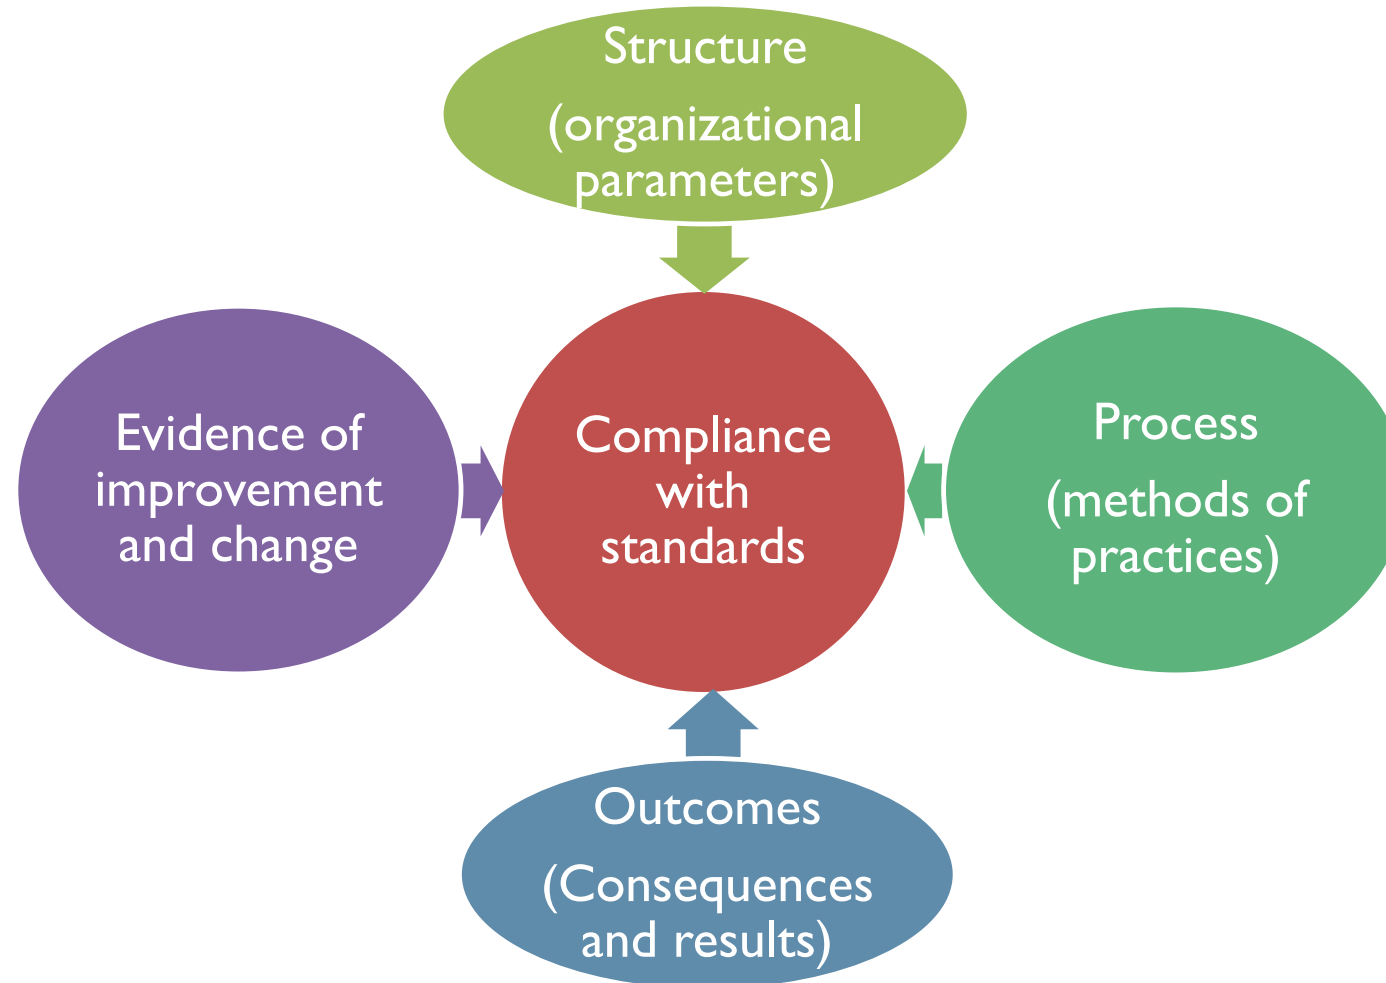 Structure
(organizational
parameters)
Evidence of
improvement
and change
Compliance
with
standards
Process
(methods of
practices)
Outcomes
(Consequences
and results)